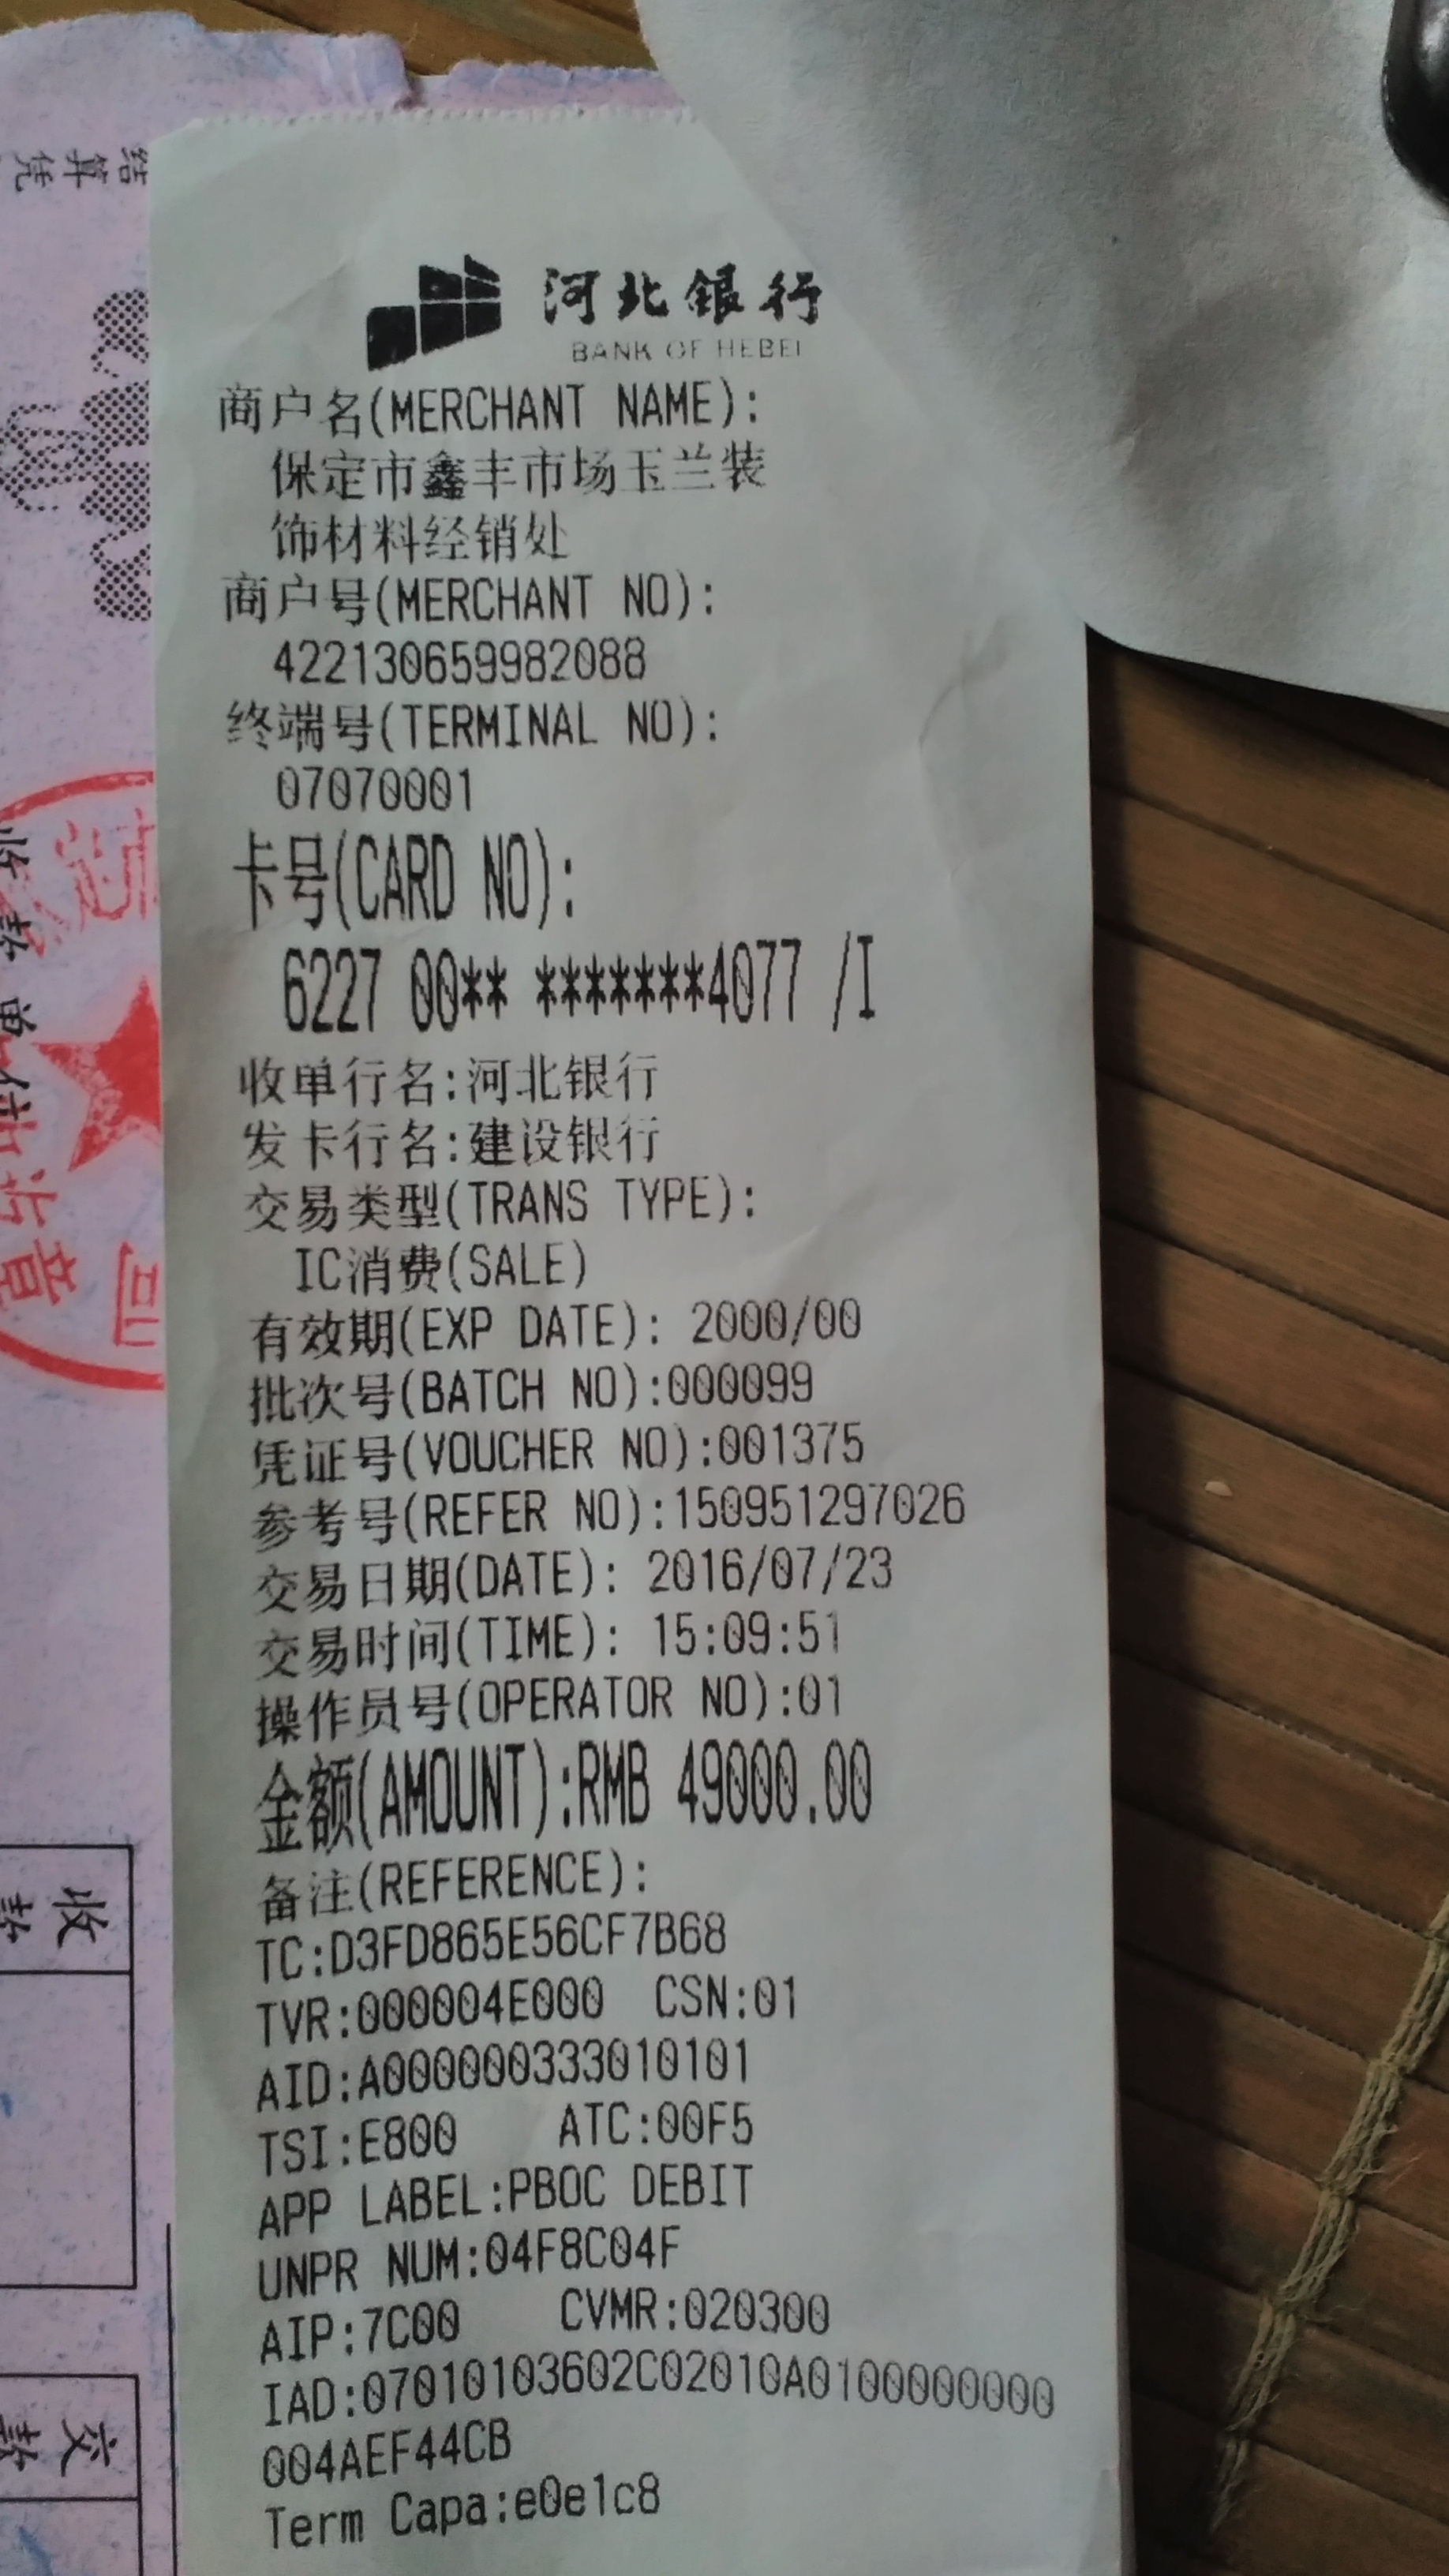 河北银行
BANK OF HEBEI
商户名(MERCHANT NAME):
保定市鑫丰市场玉兰装
饰材料经销处
商户号(MERCHANT NO):
422130659982088
终端号(TERMINAL NO):
07070001
卡号(CARD NO):
6227 00** *******4077 /I
收单行名:河北银行
发卡行名:建设银行
交易类型(TRANS TYPE):
IC消费(SALE)
有效期(EXP DATE): 2000/00
批次号(BATCH NO):000099
凭证号(VOUCHER NO):001375
参考号(REFER NO):150951297026
交易日期(DATE): 2016/07/23
交易时间(TIME): 15:09:51
操作员号(OPERATOR NO):01
金额(AMOUNT):RMB 49000.00
备注(REFERENCE):
TC:D3FD865E56CF7B68
TVR:000004E000 CSN:01
AID:A000000333010101
TSI:E800 ATC:00F5
APP LABEL:PBOC DEBIT
UNPR NUM:04F8C04F
AIP:7C00 CVMR:020300
IAD:07010103602C02010A0100000000
004AEF44CB
Term Capa:e0e1c8
结算凭
收款单位
章
收款
交款